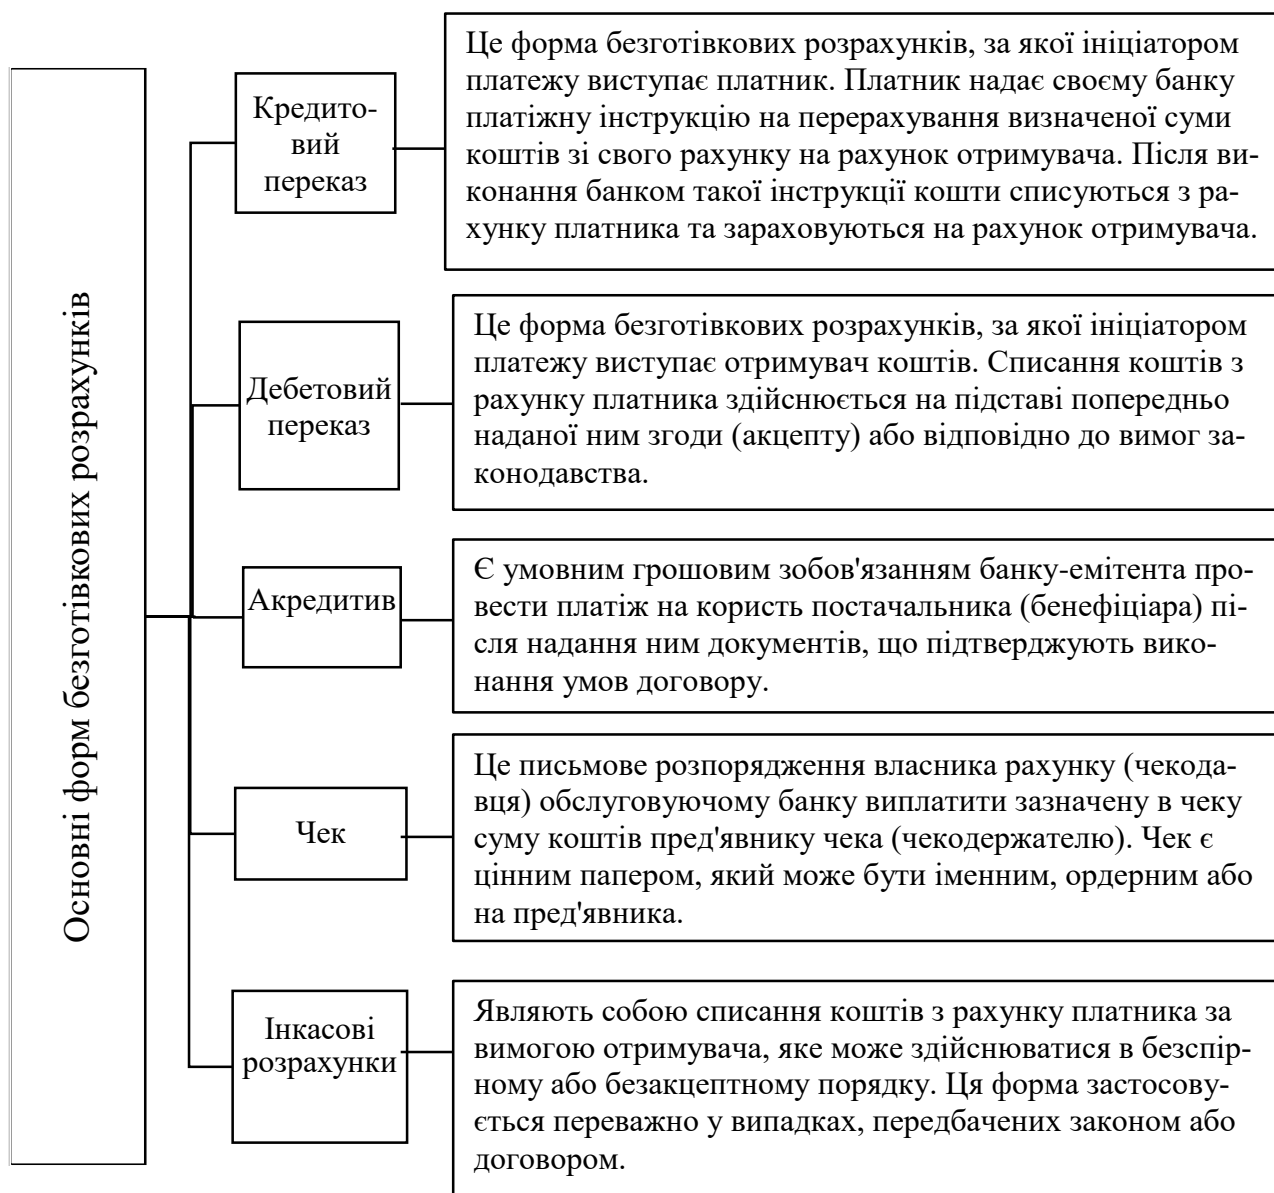 Основні форм безготівкових розрахунків
Кредито-
вий
переказ
Це форма безготівкових розрахунків, за якої ініціатором
платежу виступає платник. Платник надає своєму банку
платіжну інструкцію на перерахування визначеної суми
коштів зі свого рахунку на рахунок отримувача. Після ви-
конання банком такої інструкції кошти списуються з ра-
хунку платника та зараховуються на рахунок отримувача.
Дебетовий
переказ
Це форма безготівкових розрахунків, за якої ініціатором
платежу виступає отримувач коштів. Списання коштів з
рахунку платника здійснюється на підставі попередньо
наданої ним згоди (акцепту) або відповідно до вимог за-
конодавства.
Акредитив
Є умовним грошовим зобов'язанням банку-емітента про-
вести платіж на користь постачальника (бенефіціара) пі-
сля надання ним документів, що підтверджують вико-
нання умов договору.
Чек
Це письмове розпорядження власника рахунку (чекода-
вця) обслуговуючому банку виплатити зазначену в чеку
суму коштів пред'явнику чека (чекодержателю). Чек є
цінним папером, який може бути іменним, ордерним або
на пред'явника.
Інкасові
розрахунки
Являють собою списання коштів з рахунку платника за
вимогою отримувача, яке може здійснюватися в безспір-
ному або безакцептному порядку. Ця форма застосову-
ється переважно у випадках, передбачених законом або
договором.